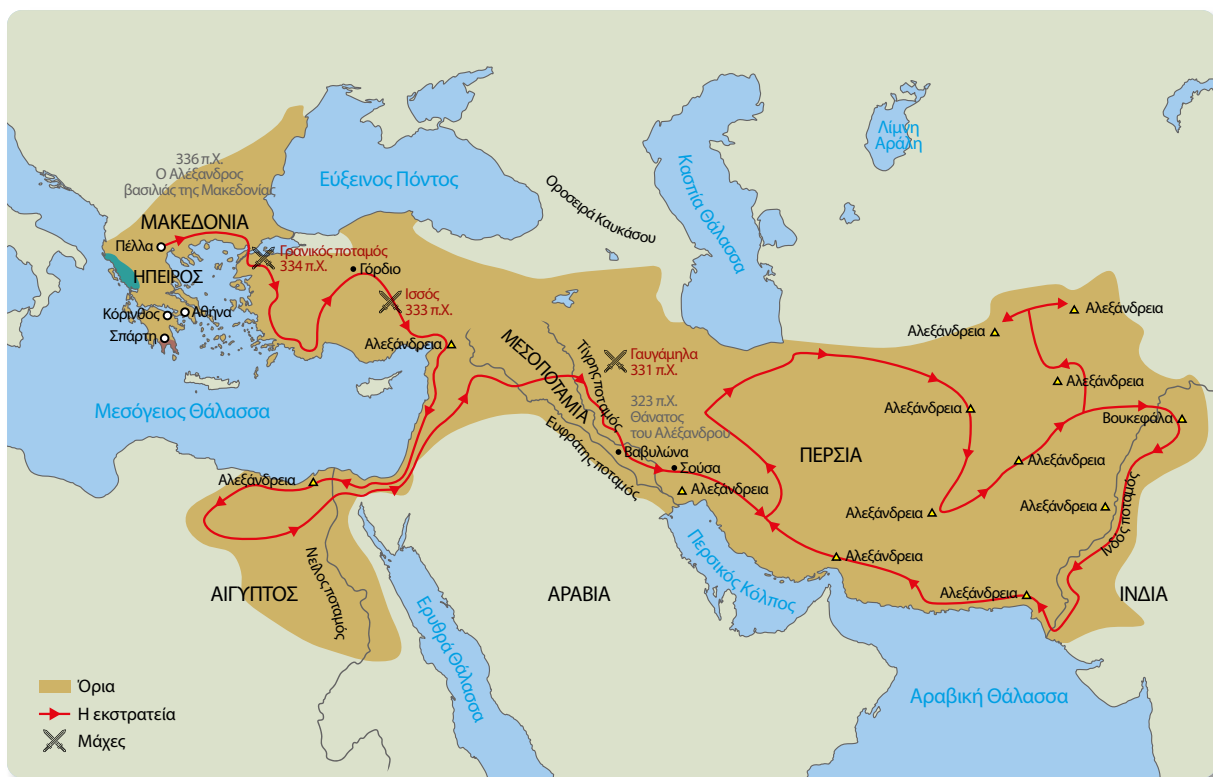 336 π.Χ.
Ο Αλέξανδρος
βασιλιάς της Μακεδονίας
ΜΑΚΕΔΟΝΙΑ
Πέλλα
ΗΠΕΙΡΟΣ
Κόρινθος
Αθήνα
Σπάρτη
Εύξεινος Πόντος
Γρανικός ποταμός
334 π.Χ.
Γόρδιο
Ισσός
333 π.Χ.
Αλεξάνδρεια
Οροσειρά Καυκάσου
Κασπία Θάλασσα
Λίμνη
Αράλη
Μεσόγειος Θάλασσα
ΜΕΣΟΠΟΤΑΜΙΑ
Τίγρης ποταμός
Ευφράτης ποταμός
Γαυγάμηλα
331 π.Χ.
323 π.Χ.
Θάνατος
του Αλέξανδρου
Βαβυλώνα
Σούσα
Αλεξάνδρεια
ΠΕΡΣΙΑ
Αλεξάνδρεια
Αλεξάνδρεια
Αλεξάνδρεια
Αλεξάνδρεια
Βουκεφάλα
Αλεξάνδρεια
Αλεξάνδρεια
Αλεξάνδρεια
Ινδός ποταμός
Αλεξάνδρεια
Αλεξάνδρεια
ΙΝΔΙΑ
Αλεξάνδρεια
ΑΙΓΥΠΤΟΣ
Νείλος ποταμός
Ερυθρά Θάλασσα
ΑΡΑΒΙΑ
Περσικός Κόλπος
Αραβική Θάλασσα
Όρια
Η εκστρατεία
Μάχες